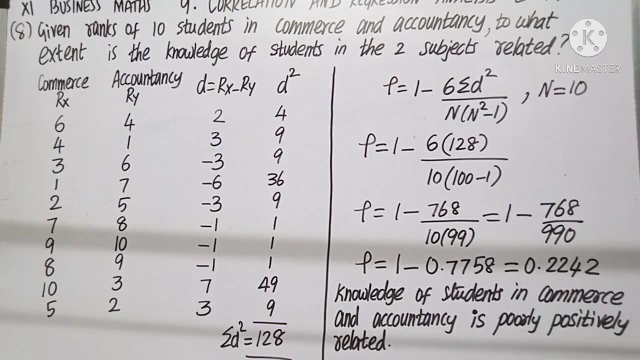 XI BUSINESS MATHS 9. CORRELATION AND REGRESSION ANALYSIS
(8) Given ranks of 10 students in commerce and accountancy, to what
extent is the knowledge of students in the 2 subjects related?
KINEMASTER
Commerce Accountancy d=Rx-Ry d²
Rx Ry
6 4 2 4
4 1 3 9
3 6 -3 9
1 7 -6 36
2 5 -3 9
7 8 -1 1
9 10 -1 1
8 9 -1 1
10 3 7 49
5 2 3 9
Σd²=128
ρ=1- 6Σd²/N(N²-1), N=10
ρ=1- 6(128)/10(100-1)
ρ=1- 768/10(99) =1- 768/990
ρ=1-0.7758=0.2242
Knowledge of students in commerce
and accountancy is poorly positively
related.